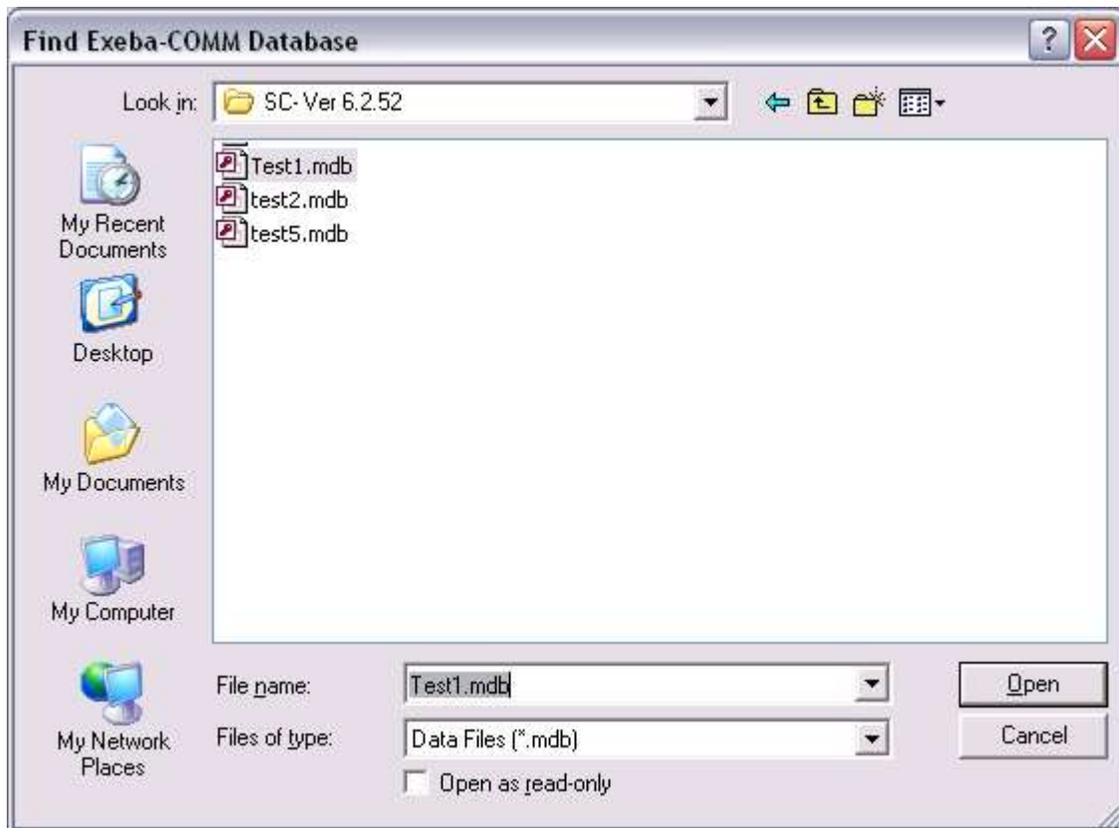 Find Exeba-COMM Database
Look in:
SC- Ver 6.2.52
Test1.mdb
test2.mdb
test5.mdb
My Recent
Documents
Desktop
My Documents
My Computer
My Network
Places
File name:
Test1.mdb
Open
Files of type:
Data Files (*.mdb)
Cancel
Open as read-only